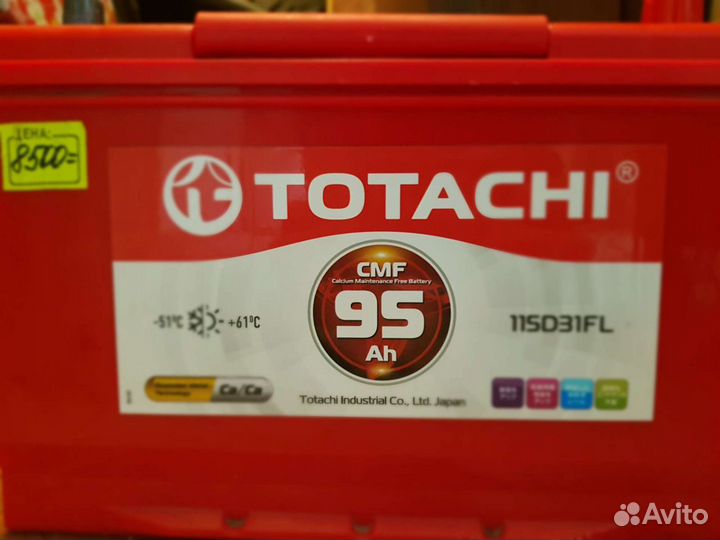 ЦЕНА:
8500=
TOTACHI®
CMF
Calcium Maintenance Free Battery
95
Ah
-51°C
+61°C
115D31FL
Technology
Ca/Ca
Totachi Industrial Co., Ltd. Japan
Avito